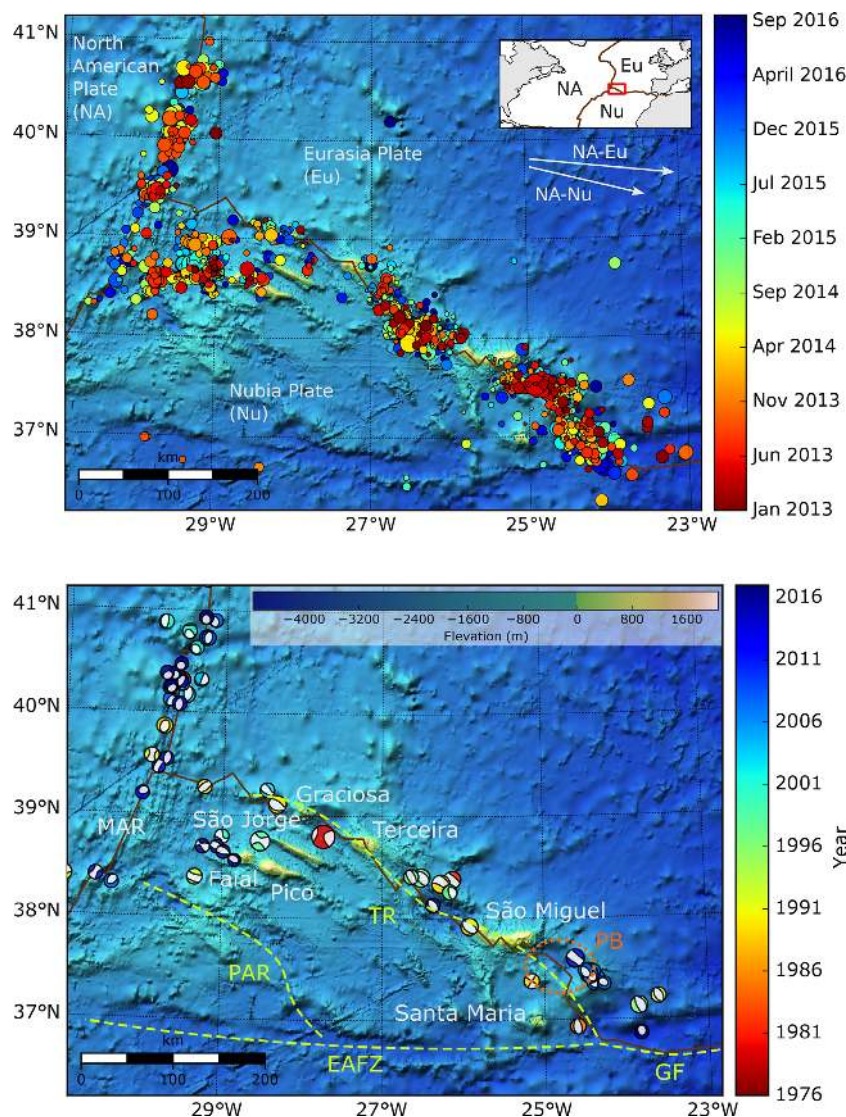 41°N
40°N
39°N
38°N
37°N
North
American
Plate
(NA)
Eurasia Plate
(Eu)
Nubia Plate
(Nu)
NA
Eu
Nu
NA-Eu
NA-Nu
km
0
100
200
29°W
27°W
25°W
23°W
Sep 2016
April 2016
Dec 2015
Jul 2015
Feb 2015
Sep 2014
Apr 2014
Nov 2013
Jun 2013
Jan 2013
41°N
40°N
39°N
38°N
37°N
−4000
−3200
−2400
−1600
−800
0
800
1600
Elevation (m)
MAR
Graciosa
São Jorge
Terceira
Faial
Pico
TR
São Miguel
PB
PAR
Santa Maria
EAFZ
GF
km
0
100
200
29°W
27°W
25°W
23°W
2016
2011
2006
2001
1996
1991
1986
1981
1976
Year